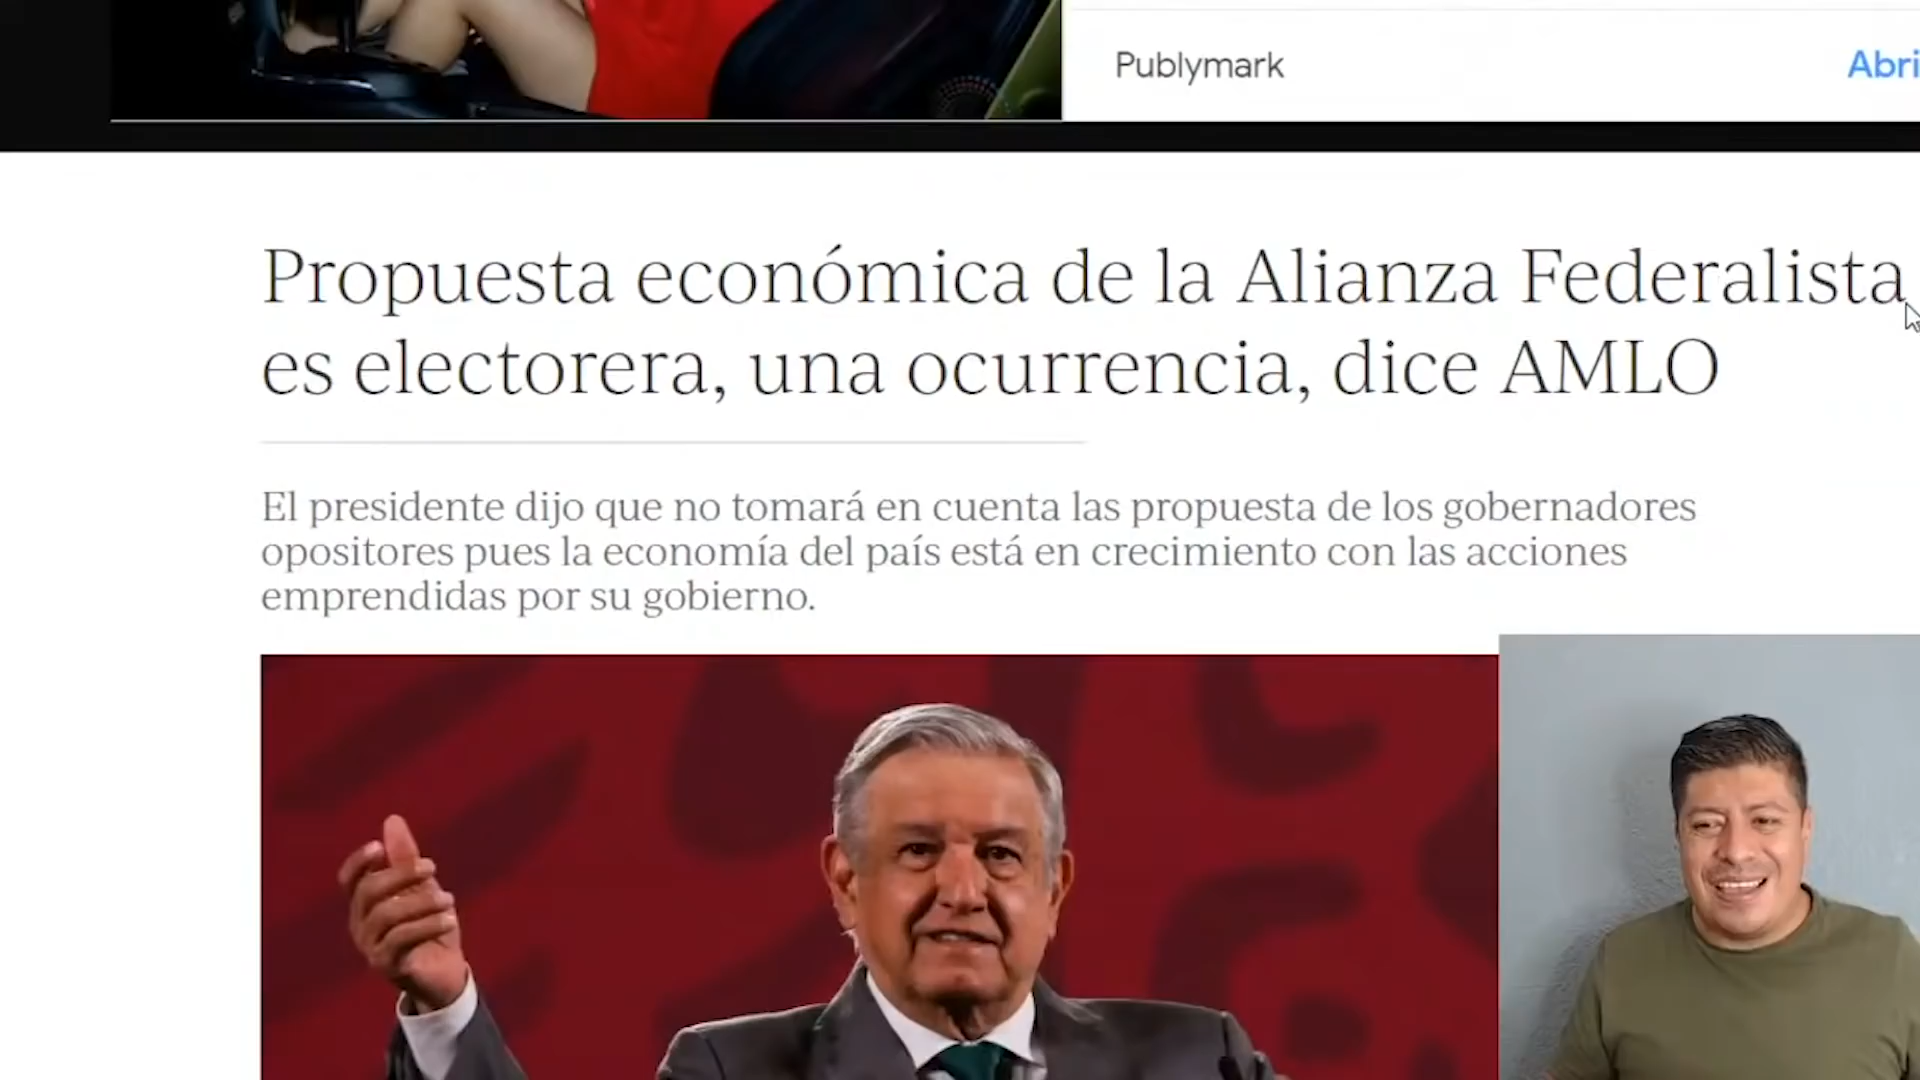 Publymark
Abri
Propuesta económica de la Alianza Federalista
es electorera, una ocurrencia, dice AMLO
El presidente dijo que no tomará en cuenta las propuesta de los gobernadores
opositores pues la economía del país está en crecimiento con las acciones
emprendidas por su gobierno.